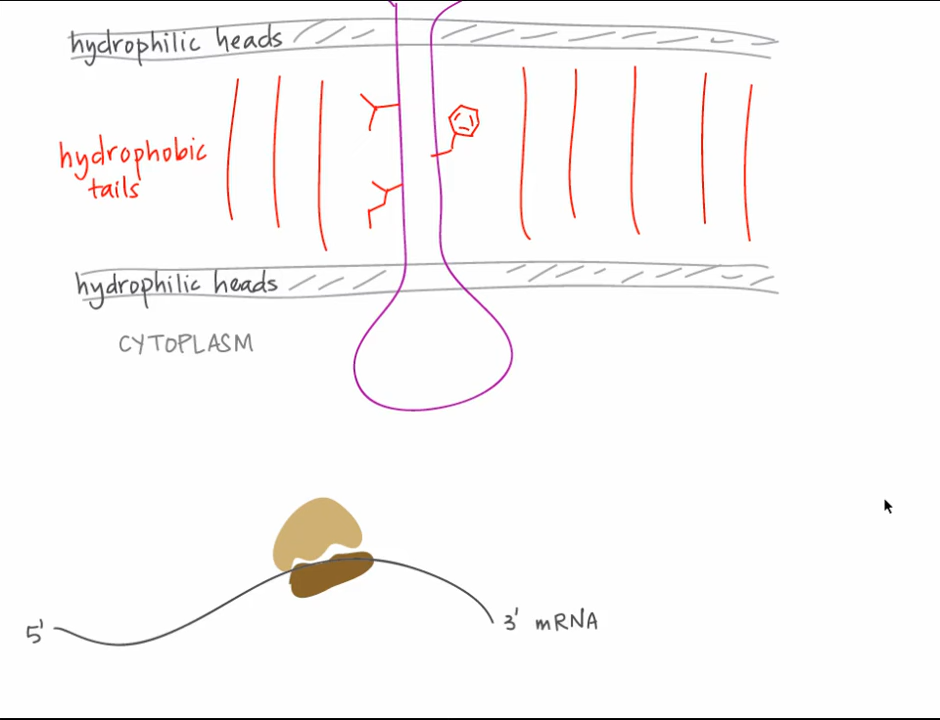 hydrophilic heads
hydrophobic
tails
hydrophilic heads
CYTOPLASM
5'
3' mRNA